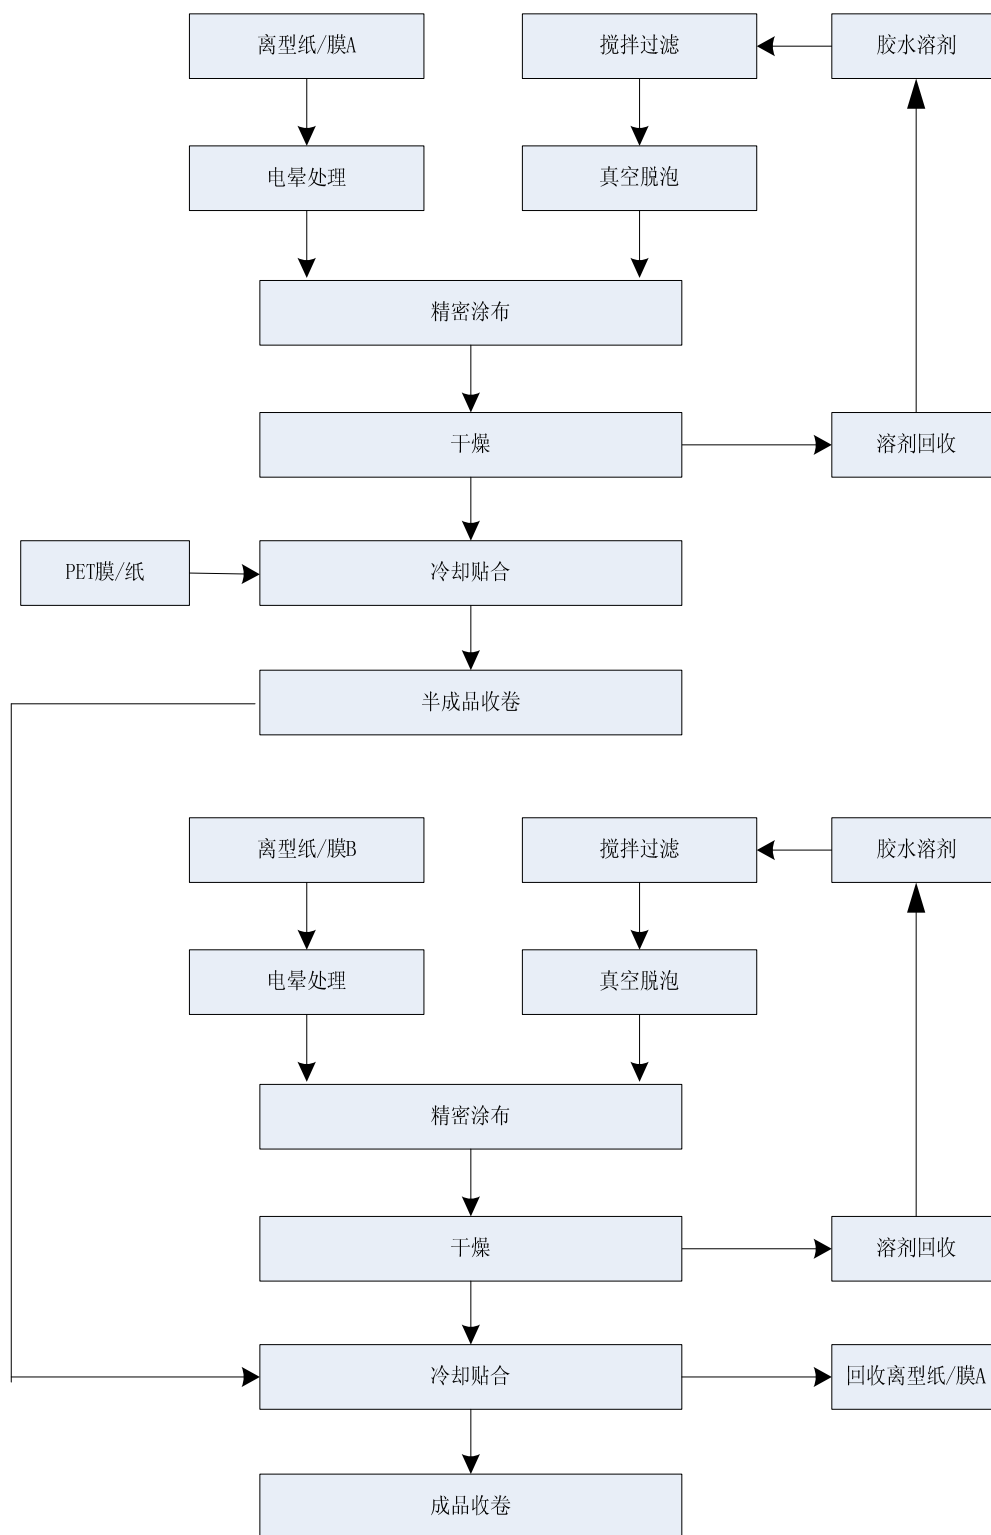 离型纸/膜A
搅拌过滤
胶水溶剂
电晕处理
真空脱泡
精密涂布
干燥
溶剂回收
PET膜/纸
冷却贴合
半成品收卷
离型纸/膜B
搅拌过滤
胶水溶剂
电晕处理
真空脱泡
精密涂布
干燥
溶剂回收
冷却贴合
回收离型纸/膜A
成品收卷